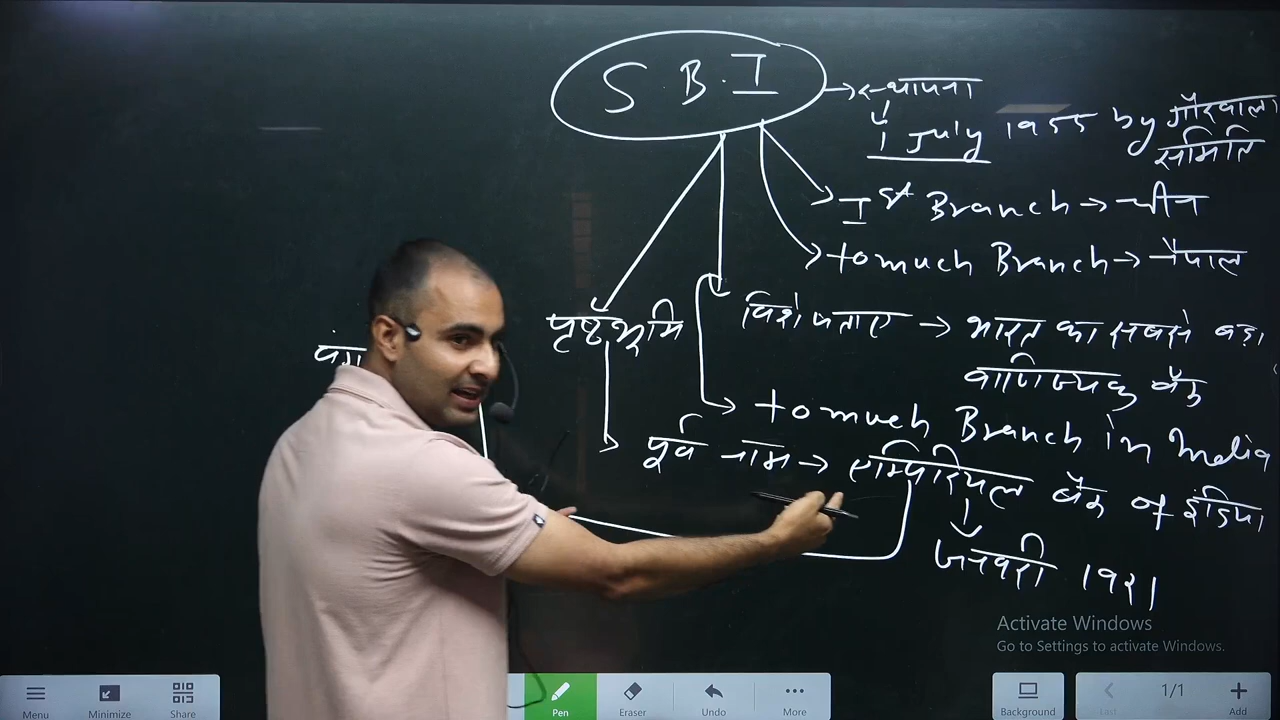 S.B.I
→ स्थापना
1 July 1955 by गोरवाला समिति
Ist Branch → चीन
to much Branch → नेपाल
पृष्ठभूमि
विशेषताए → भारत का सबसे बड़ा
वाणिज्यक बैंक
→ to much Branch in India
पूर्व नाम → इम्पिरियल बैंक of इंडिया
जनवरी 1921
Activate Windows
Go to Settings to activate Windows.
Menu
Minimize
Share
Pen
Eraser
Undo
More
Background
1/1
Add